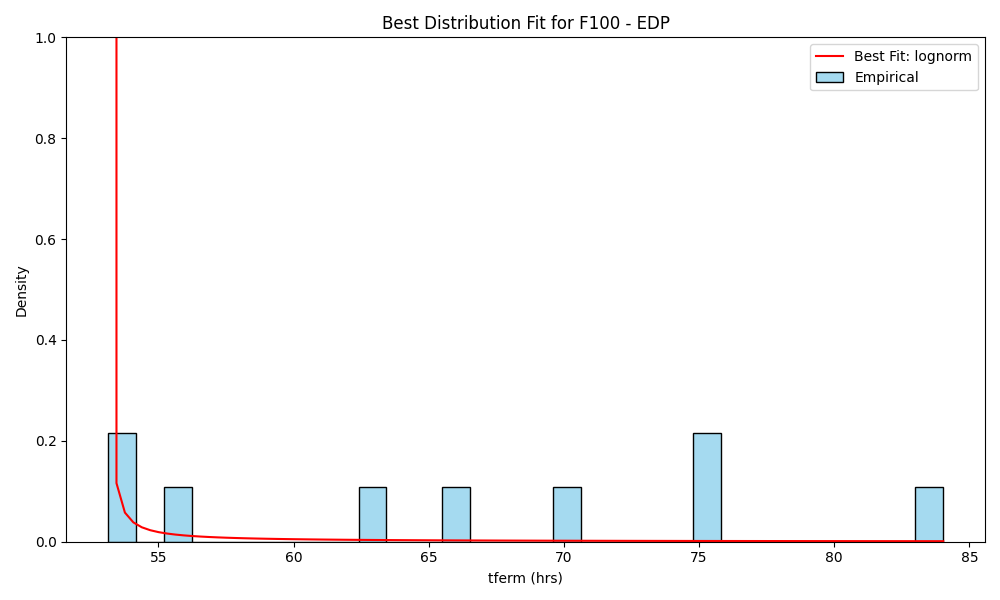 Best Distribution Fit for F100 - EDP
Best Fit: lognorm
Empirical
1.0
0.8
0.6
0.4
0.2
0.0
Density
55
60
65
70
75
80
85
tferm (hrs)